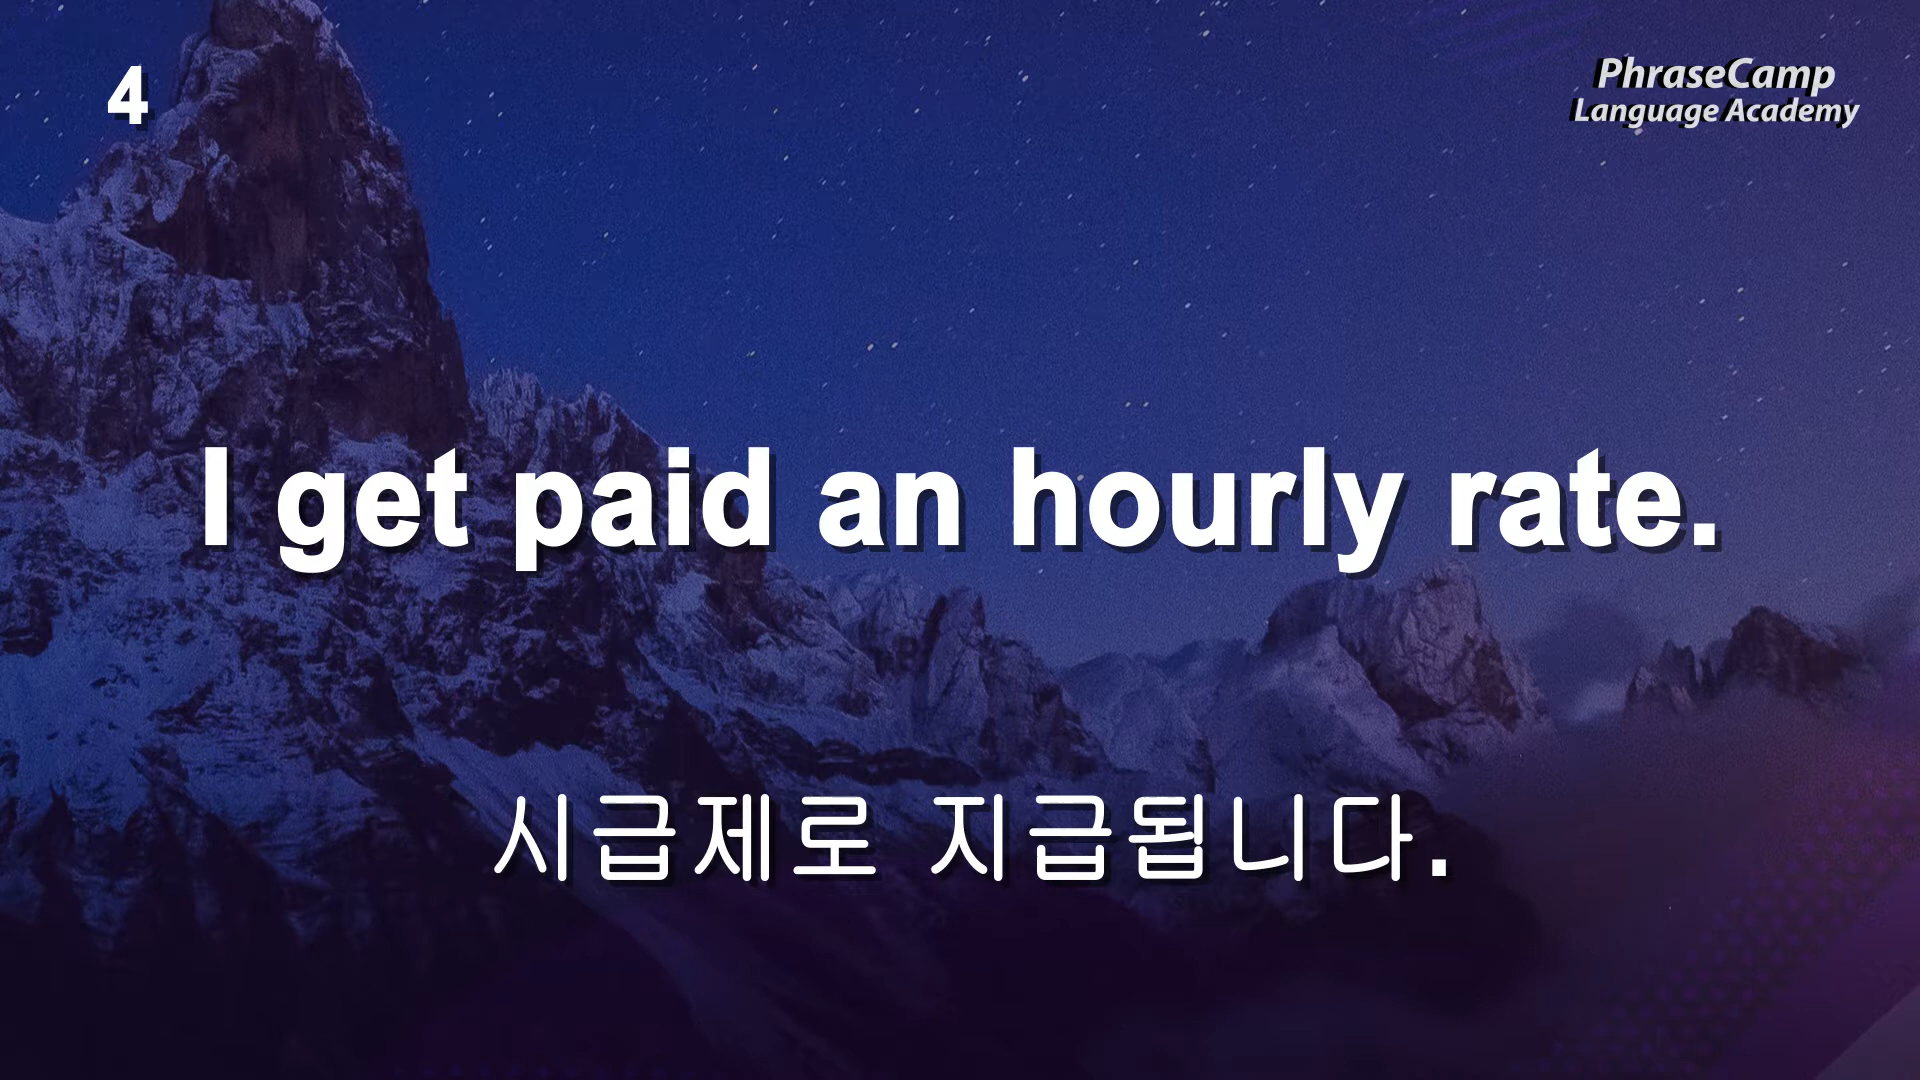 4
PhraseCamp
Language Academy
I get paid an hourly rate.
시급제로 지급됩니다.